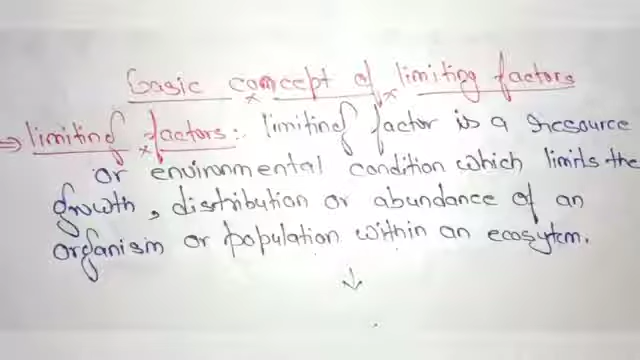 Basic concept of limiting factors
⇒ limiting factors:- limiting factor is a resource
or environmental condition which limits the
growth, distribution or abundance of an
organism or population within an ecosytem.
↓